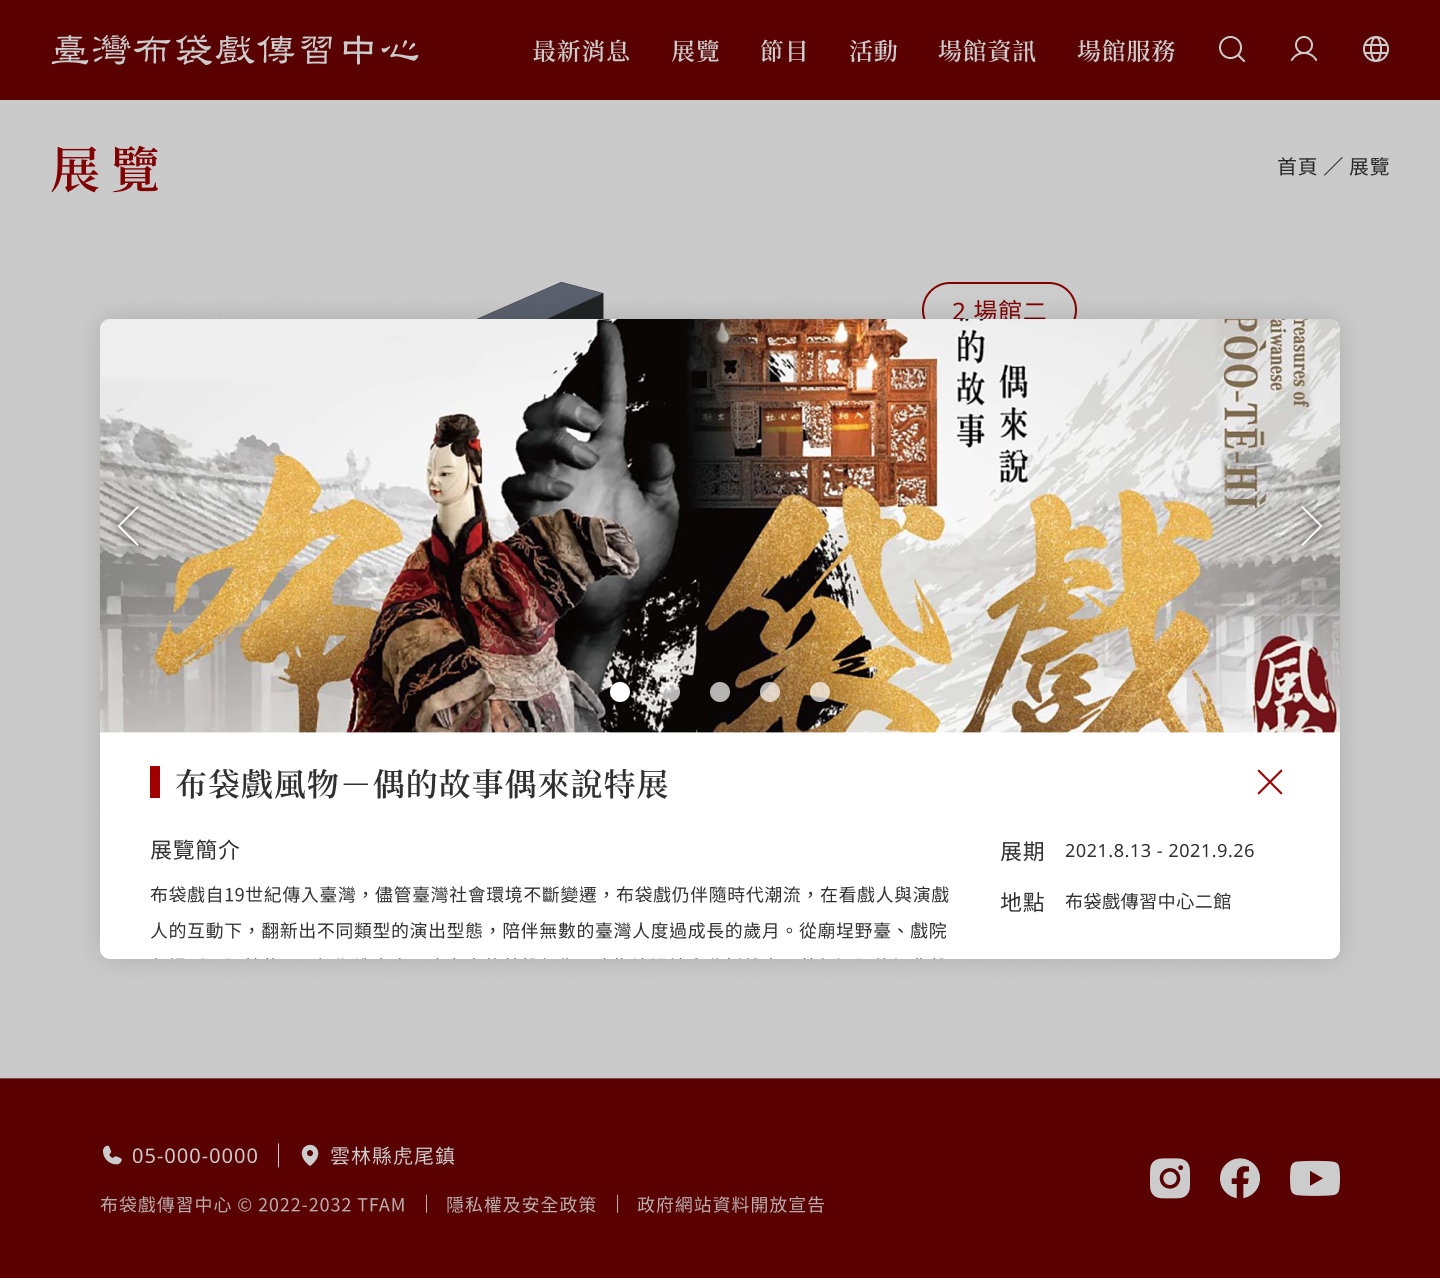 臺灣布袋戲傳習中心
最新消息 展覽 節目 活動 場館資訊 場館服務
展覽
首頁 ／ 展覽
2 場館二
的故事
偶來說
reasures of
aiwanese
POO-TĒ-HÌ
布袋戲
風物
布袋戲風物－偶的故事偶來說特展
展覽簡介
布袋戲自19世紀傳入臺灣，儘管臺灣社會環境不斷變遷，布袋戲仍伴隨時代潮流，在看戲人與演戲
人的互動下，翻新出不同類型的演出型態，陪伴無數的臺灣人度過成長的歲月。從廟埕野臺、戲院
展期 2021.8.13 - 2021.9.26
地點 布袋戲傳習中心二館
05-000-0000
雲林縣虎尾鎮
布袋戲傳習中心 © 2022-2032 TFAM
隱私權及安全政策
政府網站資料開放宣告